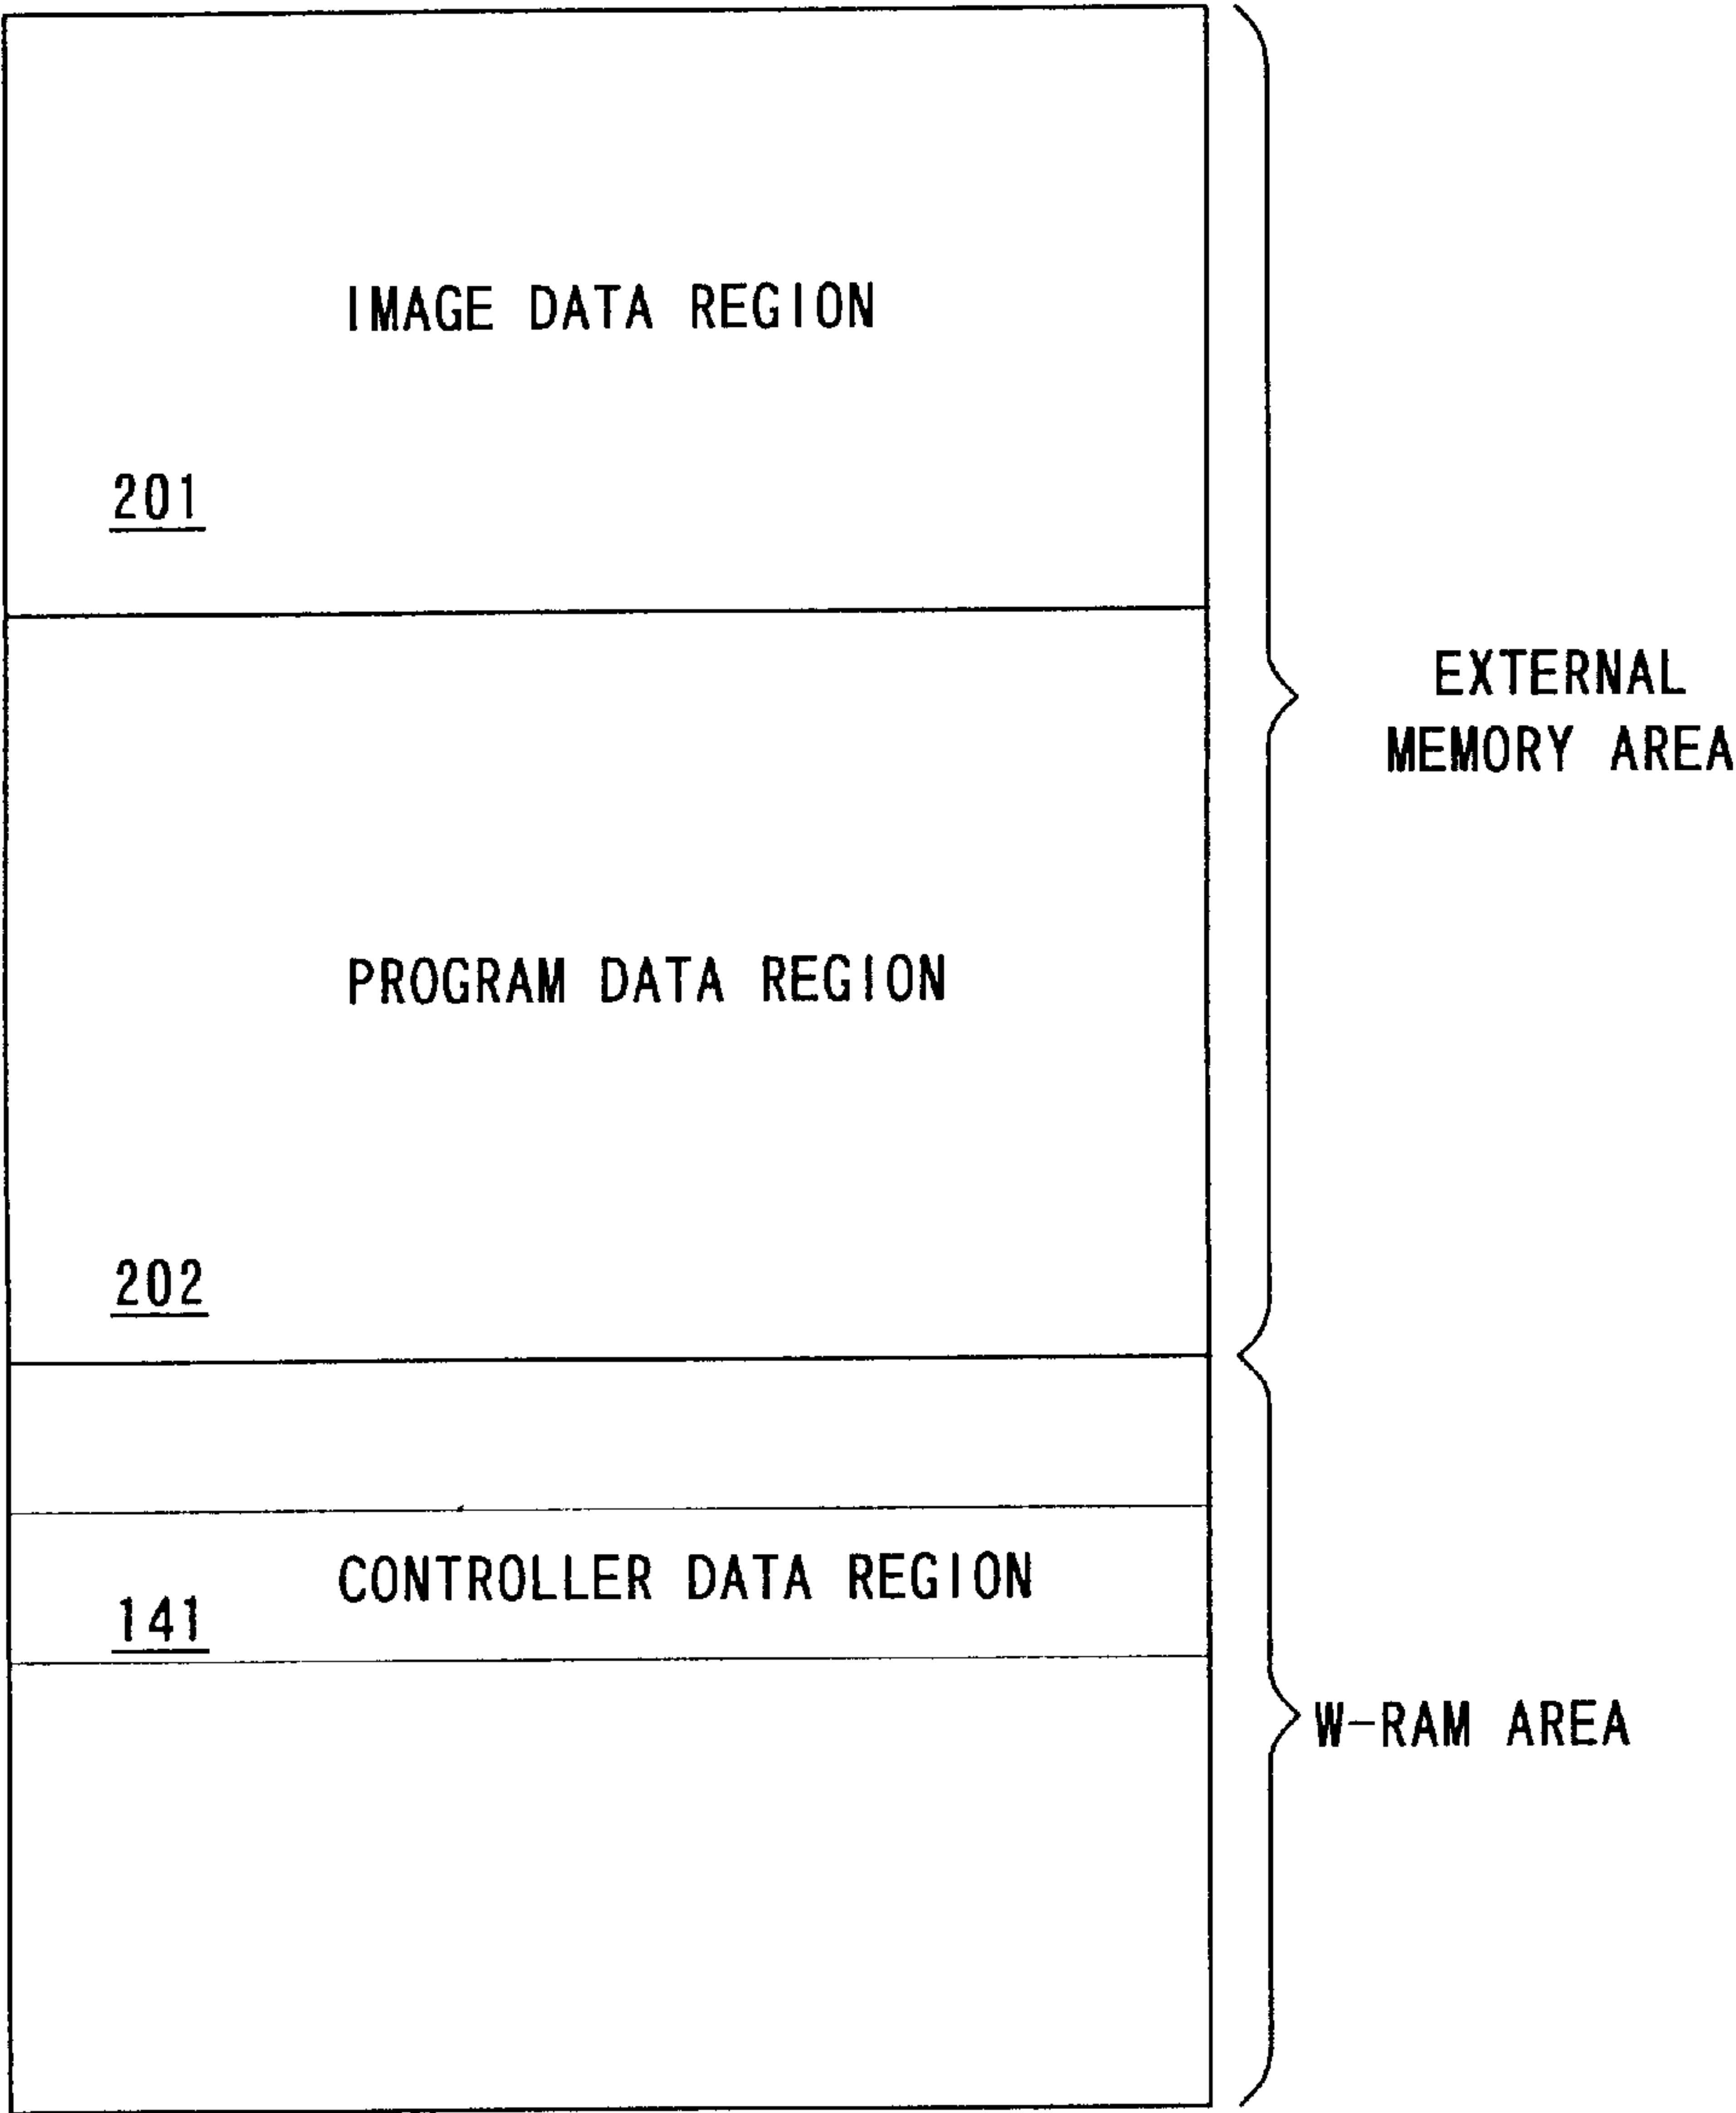 IMAGE DATA REGION
201
EXTERNAL
MEMORY AREA
PROGRAM DATA REGION
202
CONTROLLER DATA REGION
141
W-RAM AREA